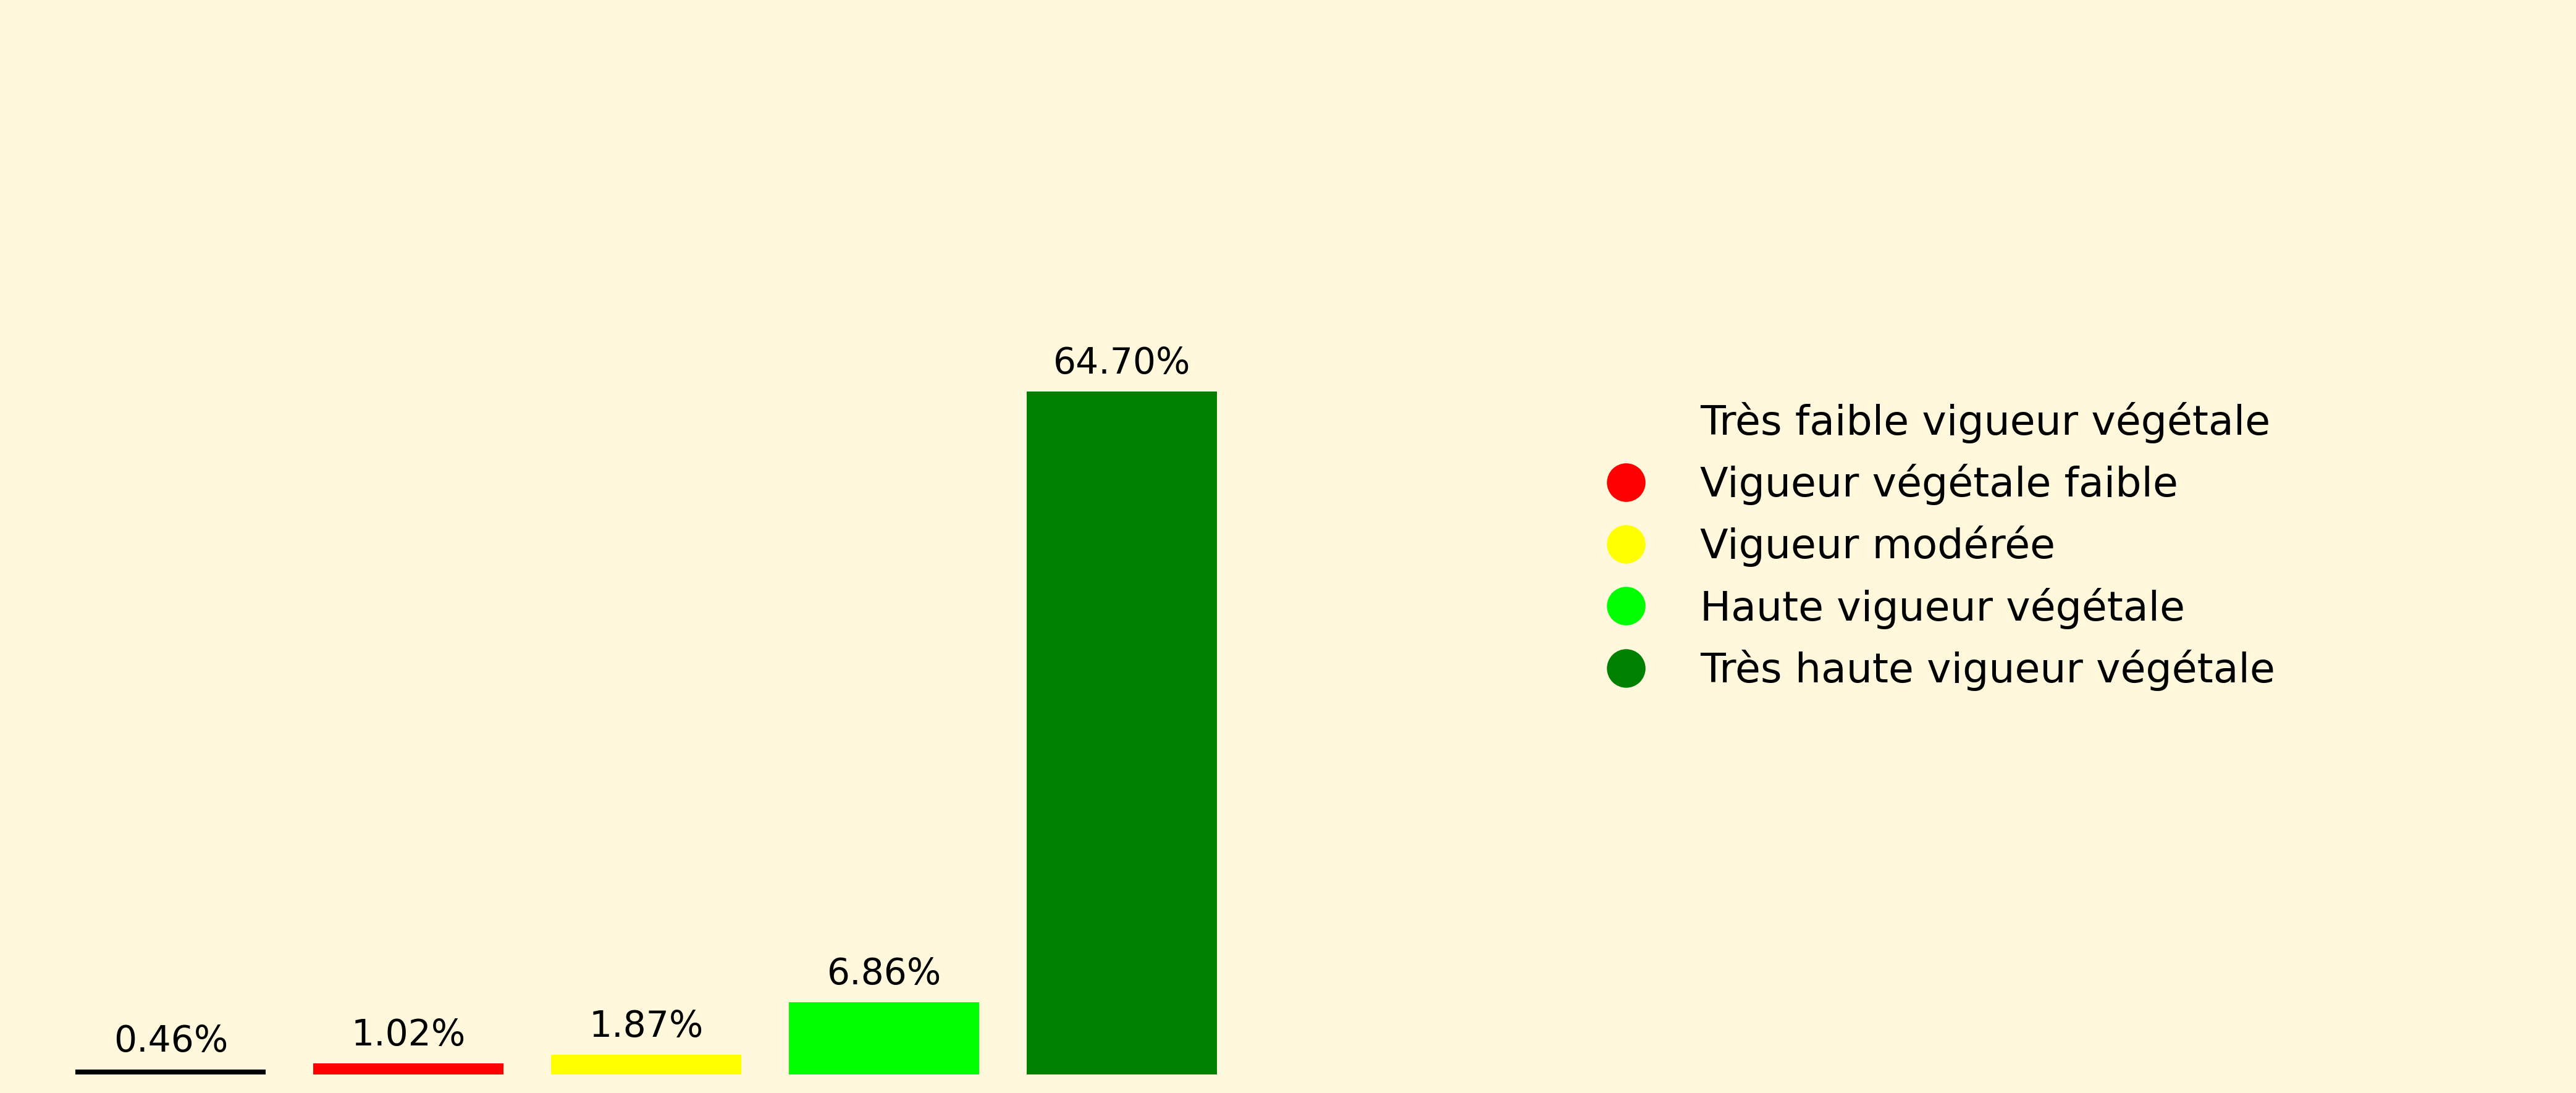 64.70%
6.86%
1.87%
1.02%
0.46%
Très faible vigueur végétale
Vigueur végétale faible
Vigueur modérée
Haute vigueur végétale
Très haute vigueur végétale